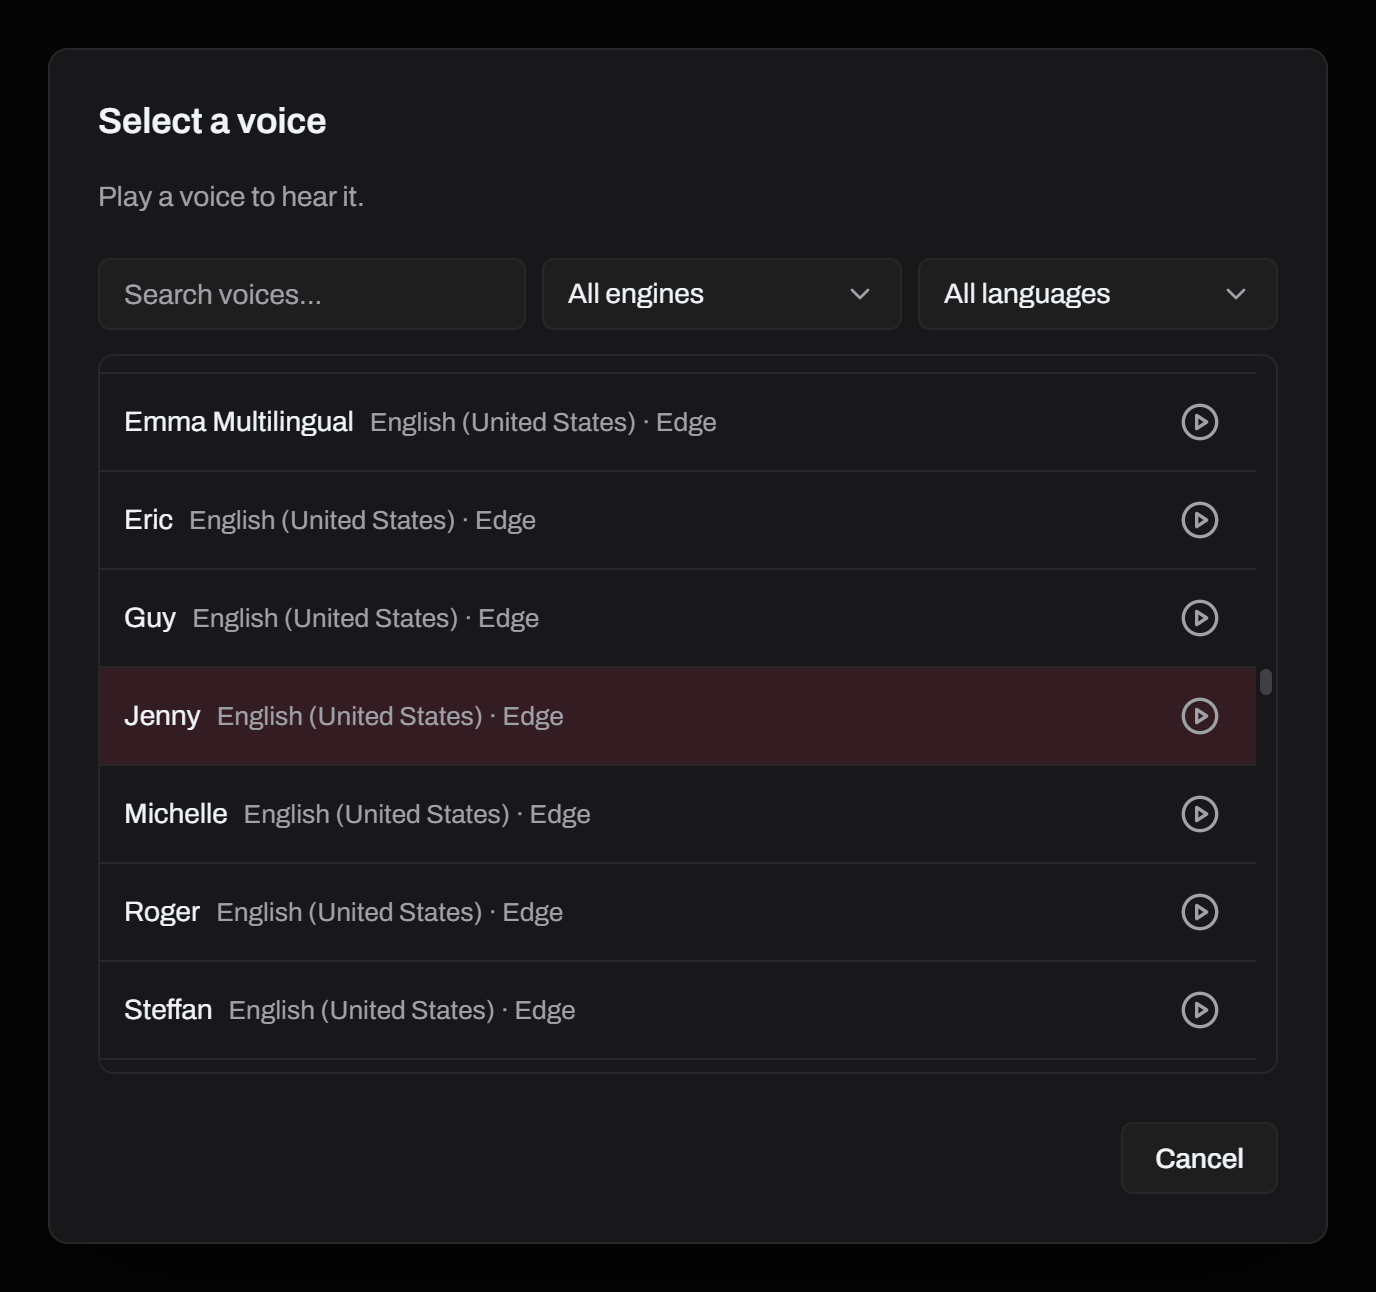 Select a voice
Play a voice to hear it.
Search voices...
All engines
All languages
Emma Multilingual English (United States) · Edge
Eric English (United States) · Edge
Guy English (United States) · Edge
Jenny English (United States) · Edge
Michelle English (United States) · Edge
Roger English (United States) · Edge
Steffan English (United States) · Edge
Cancel